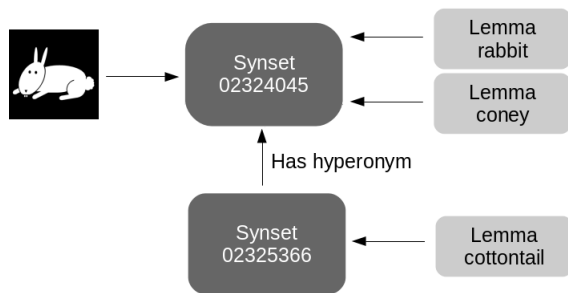 Synset
02324045
Lemma
rabbit
Lemma
coney
Has hyperonym
Synset
02325366
Lemma
cottontail